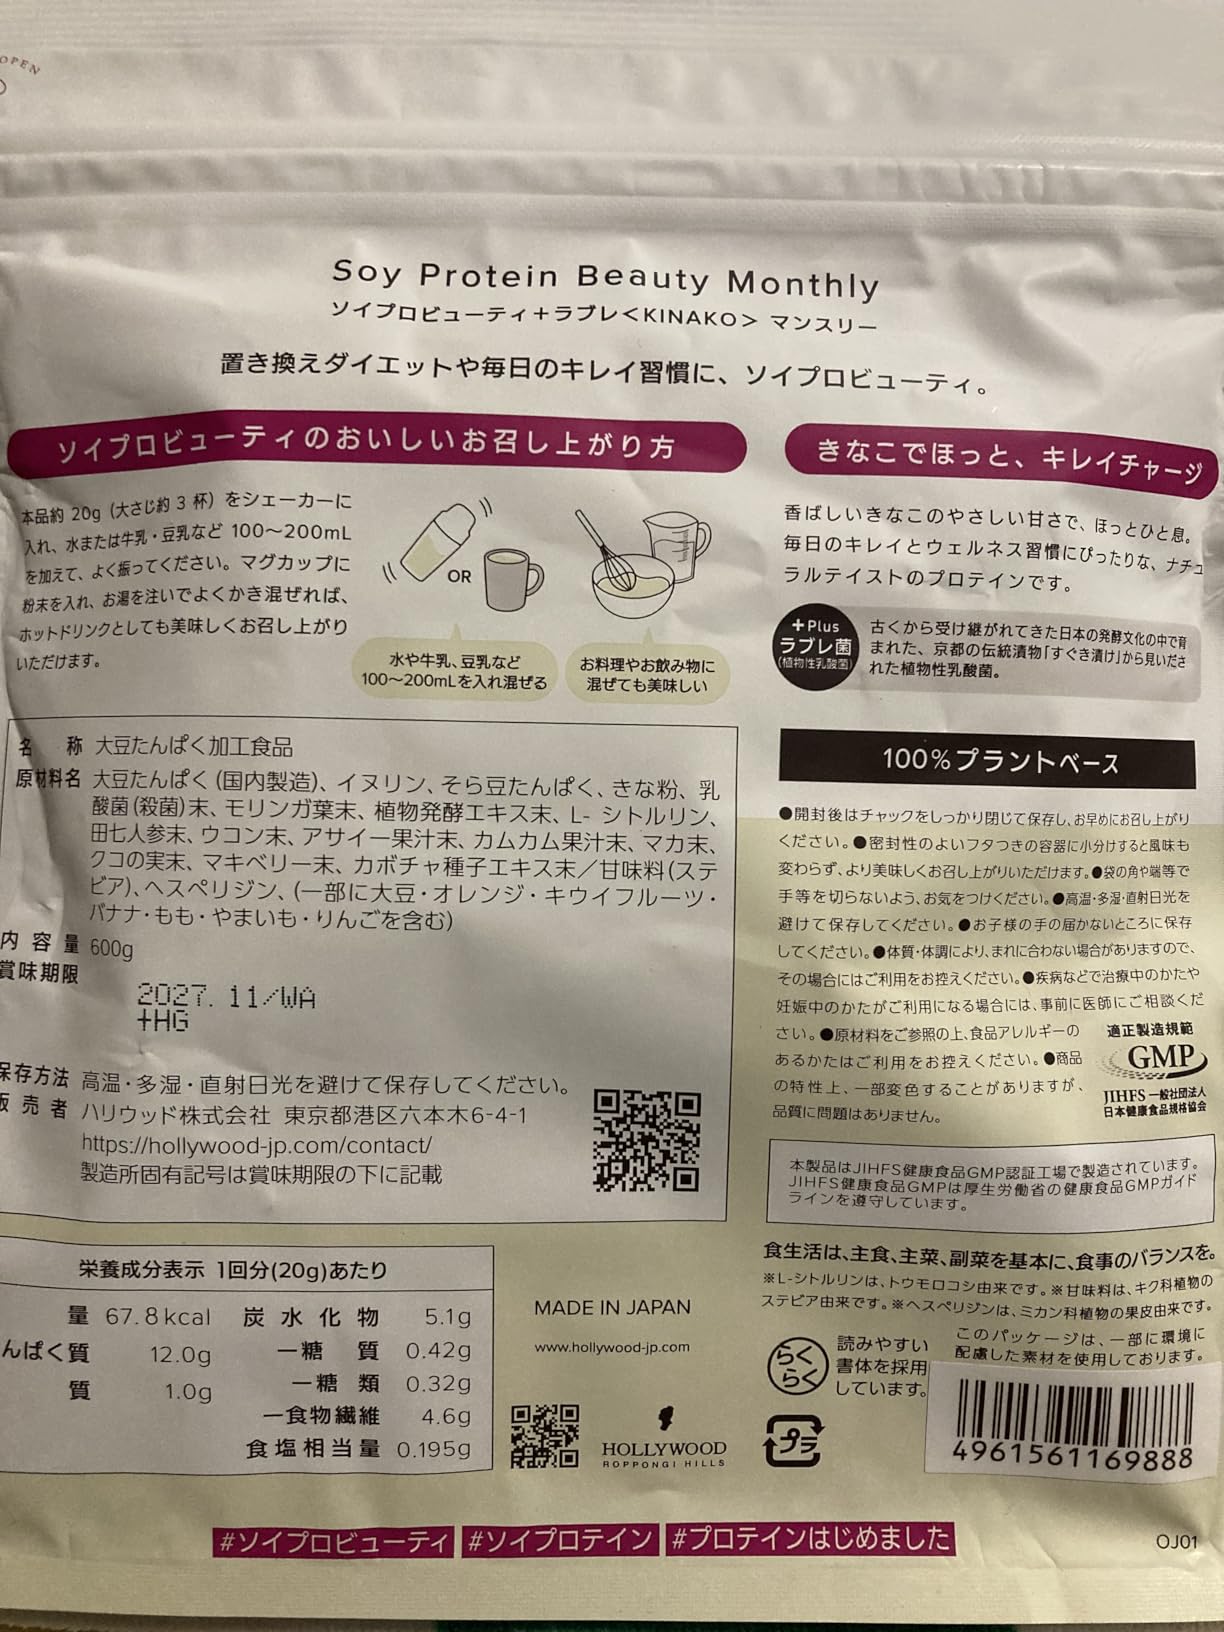 OPEN
Soy Protein Beauty Monthly
ソイプロビューティ＋ラブレ＜KINAKO＞ マンスリー
置き換えダイエットや毎日のキレイ習慣に、ソイプロビューティ。
ソイプロビューティのおいしいお召し上がり方
本品約 20g（大さじ約 3 杯）をシェーカーに
入れ、水または牛乳・豆乳など 100〜200mL
を加えて、よく振ってください。マグカップに
粉末を入れ、お湯を注いでよくかき混ぜれば、
ホットドリンクとしても美味しくお召し上がり
いただけます。
OR
水や牛乳、豆乳など
100〜200mLを入れ混ぜる
お料理やお飲み物に
混ぜても美味しい
きなこでほっと、キレイチャージ
香ばしいきなこのやさしい甘さで、ほっとひと息。
毎日のキレイとウェルネス習慣にぴったりな、ナチュ
ラルテイストのプロテインです。
＋Plus
ラブレ菌
(植物性乳酸菌)
古くから受け継がれてきた日本の発酵文化の中で育
まれた、京都の伝統漬物「すぐき漬け」から見いださ
れた植物性乳酸菌。
名 称 大豆たんぱく加工食品
原材料名 大豆たんぱく（国内製造）、イヌリン、そら豆たんぱく、きな粉、乳
酸菌（殺菌）末、モリンガ葉末、植物発酵エキス末、L- シトルリン、
田七人参末、ウコン末、アサイー果汁末、カムカム果汁末、マカ末、
クコの実末、マキベリー末、カボチャ種子エキス末／甘味料（ステ
ビア）、ヘスペリジン、（一部に大豆・オレンジ・キウイフルーツ・
バナナ・もも・やまいも・りんごを含む）
内 容 量 600g
賞味期限
2027. 11/WA
+HG
保存方法 高温・多湿・直射日光を避けて保存してください。
販 売 者 ハリウッド株式会社 東京都港区六本木6-4-1
https://hollywood-jp.com/contact/
製造所固有記号は賞味期限の下に記載
100％プラントベース
●開封後はチャックをしっかり閉じて保存し、お早めにお召し上がり
ください。●密封性のよいフタつきの容器に小分けすると風味も
変わらず、より美味しくお召し上がりいただけます。●袋の角や端等で
手等を切らないよう、お気をつけください。●高温・多湿・直射日光を
避けて保存してください。●お子様の手の届かないところに保存
してください。●体質・体調により、まれに合わない場合がありますので、
その場合にはご利用をお控えください。●疾病などで治療中のかたや
妊娠中のかたがご利用になる場合には、事前に医師にご相談くだ
さい。●原材料をご参照の上、食品アレルギーの
あるかたはご利用をお控えください。●商品
の特性上、一部変色することがありますが、
品質に問題はありません。
適正製造規範
GMP
JIHFS 一般社団法人
日本健康食品規格協会
本製品はJIHFS健康食品GMP認証工場で製造されています。
JIHFS健康食品GMPは厚生労働省の健康食品GMPガイド
ラインを遵守しています。
食生活は、主食、主菜、副菜を基本に、食事のバランスを。
※L-シトルリンは、トウモロコシ由来です。※甘味料は、キク科植物の
ステビア由来です。※ヘスペリジンは、ミカン科植物の果皮由来です。
栄養成分表示 1回分(20g)あたり
量 67.8kcal
んぱく質 12.0g
質 1.0g
炭 水 化 物 5.1g
ー糖 質 0.42g
ー糖 類 0.32g
ー食物繊維 4.6g
食塩相当量 0.195g
MADE IN JAPAN
www.hollywood-jp.com
HOLLYWOOD
ROPPONGI HILLS
らく
らく
読みやすい
書体を採用
しています。
このパッケージは、一部に環境に
配慮した素材を使用しております。
プラ
4961561169888
#ソイプロビューティ #ソイプロテイン #プロテインはじめました
OJ01